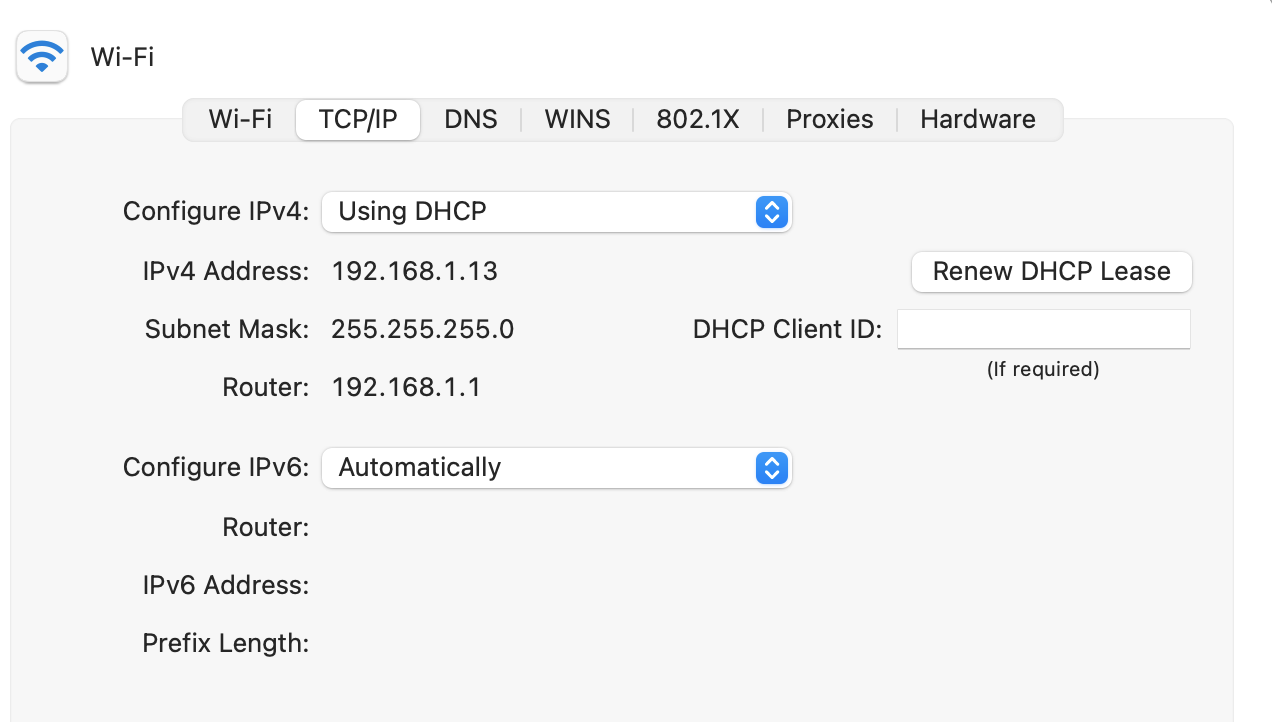 Wi-Fi
Wi-Fi TCP/IP DNS WINS 802.1X Proxies Hardware
Configure IPv4: Using DHCP
IPv4 Address: 192.168.1.13 Renew DHCP Lease
Subnet Mask: 255.255.255.0 DHCP Client ID:
(If required)
Router: 192.168.1.1
Configure IPv6: Automatically
Router:
IPv6 Address:
Prefix Length: